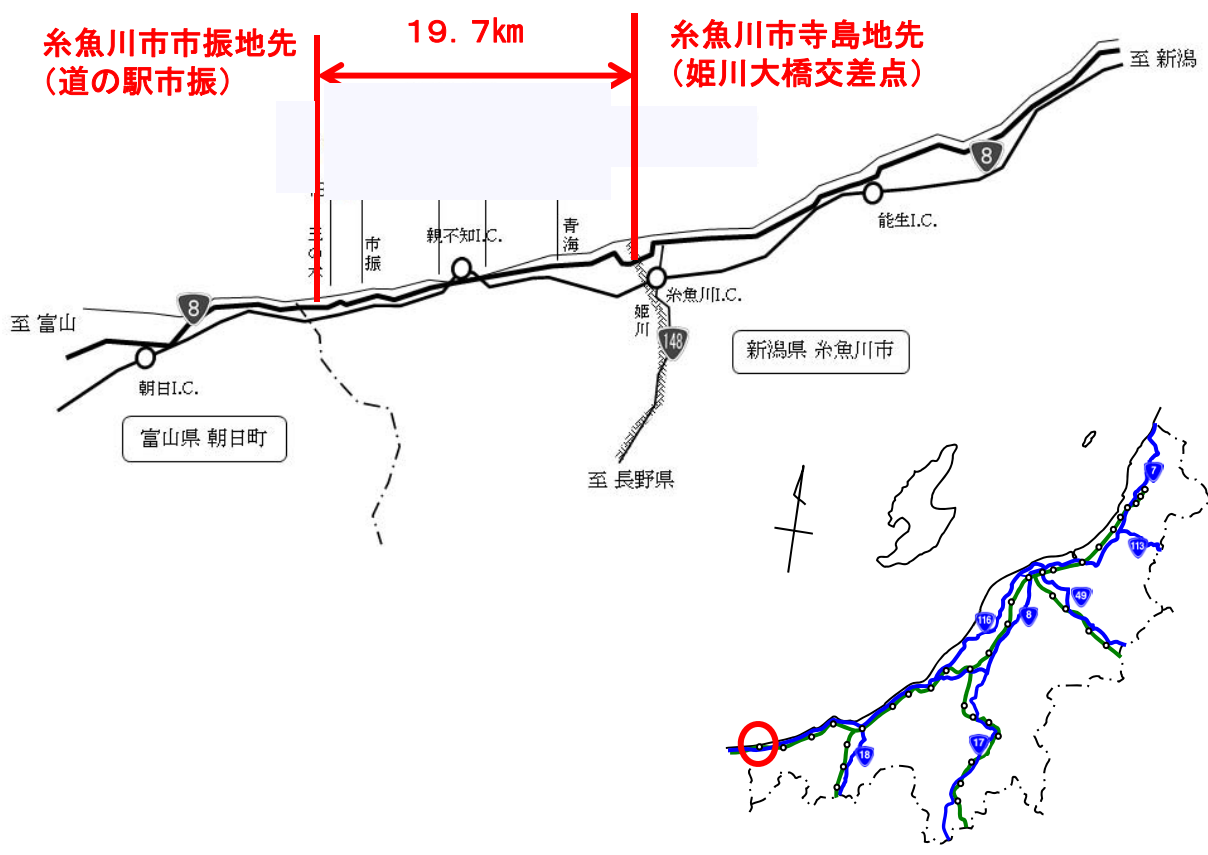 糸魚川市市振地先
(道の駅市振)
19.7km
糸魚川市寺島地先
(姫川大橋交差点)
至 新潟
8
能生I.C.
青海
親不知I.C.
市振
糸魚川I.C.
姫川
148
8
至 富山
朝日I.C.
新潟県 糸魚川市
富山県 朝日町
至 長野県
7
113
49
116
8
17
18